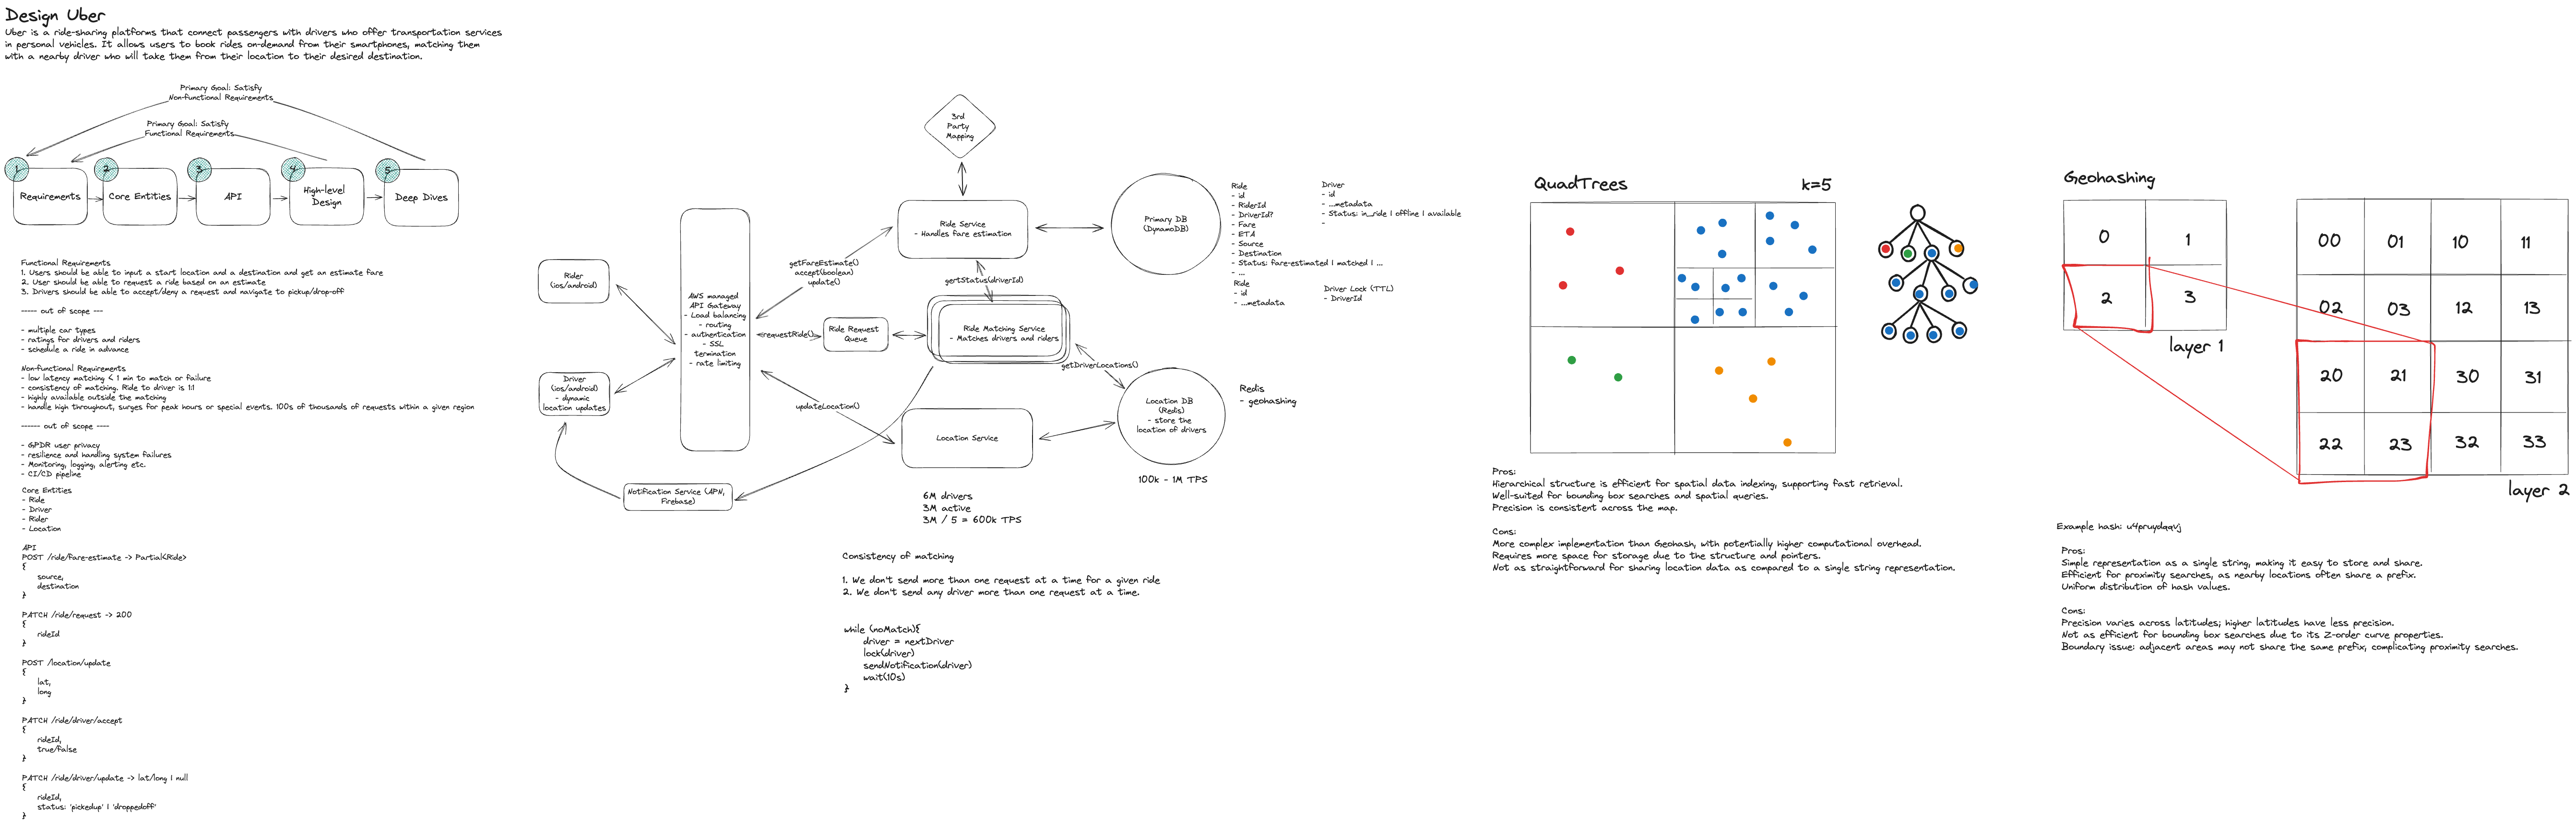 Design Uber
Uber is a ride-sharing platforms that connect passengers with drivers who offer transportation services
in personal vehicles. It allows users to book rides on-demand from their smartphones, matching them
with a nearby driver who will take them from their location to their desired destination.
Primary Goal: Satisfy
Non-functional Requirements
Primary Goal: Satisfy
Functional Requirements
1
Requirements
2
Core Entities
3
API
4
High-level
Design
5
Deep Dives
Functional Requirements
1. Users should be able to input a start location and a destination and get an estimate fare
2. User should be able to request a ride based on an estimate
3. Drivers should be able to accept/deny a request and navigate to pickup/drop-off
----- out of scope ---
- multiple car types
- ratings for drivers and riders
- schedule a ride in advance
Non-functional Requirements
- low latency matching < 1 min to match or failure
- consistency of matching. Ride to driver is 1:1
- highly available outside the matching
- handle high throughout, surges for peak hours or special events. 100s of thousands of requests within a given region
------ out of scope ----
- GPDR user privacy
- resilience and handling system failures
- Monitoring, logging, alerting etc.
- CI/CD pipeline
Core Entities
- Ride
- Driver
- Rider
- Location
API
POST /ride/fare-estimate -> Partial<Ride>
{
source,
destination
}
PATCH /ride/request -> 200
{
rideId
}
POST /location/update
{
lat,
long
}
PATCH /ride/driver/accept
{
rideId,
true/false
}
PATCH /ride/driver/update -> lat/long | null
{
rideId,
status: 'pickedup' | 'droppedoff'
}
Rider
(ios/android)
Driver
(ios/android)
- dynamic
location updates
AWS managed
API Gateway
- Load balancing
- routing
- authentication
- SSL
termination
- rate limiting
3rd
Party
Mapping
Ride Service
- Handles fare estimation
getFareEstimate()
accept(boolean)
update()
gertStatus(driverId)
requestRide()
Ride Request
Queue
Ride Matching Service
- Matches drivers and riders
getDriverLocations()
updateLocation()
Location Service
Notification Service (APN,
Firebase)
Primary DB
(DynamoDB)
Location DB
(Redis)
- store the
location of drivers
100k - 1M TPS
Redis
- geohashing
Ride
- id
- RiderId
- DriverId?
- Fare
- ETA
- Source
- Destination
- Status: fare-estimated | matched | ...
- ...
Ride
- id
- ...metadata
Driver
- id
- ...metadata
- Status: in_ride | offline | available
-
Driver Lock (TTL)
- DriverId
6M drivers
3M active
3M / 5 = 600k TPS
Consistency of matching
1. We don't send more than one request at a time for a given ride
2. We don't send any driver more than one request at a time.
while (noMatch){
driver = nextDriver
lock(driver)
sendNotification(driver)
wait(10s)
}
QuadTrees
k=5
Pros:
Hierarchical structure is efficient for spatial data indexing, supporting fast retrieval.
Well-suited for bounding box searches and spatial queries.
Precision is consistent across the map.
Cons:
More complex implementation than Geohash, with potentially higher computational overhead.
Requires more space for storage due to the structure and pointers.
Not as straightforward for sharing location data as compared to a single string representation.
Geohashing
0 1
2 3
layer 1
00 01 10 11
02 03 12 13
20 21 30 31
22 23 32 33
layer 2
Example hash: u4pruydqqvj
Pros:
Simple representation as a single string, making it easy to store and share.
Efficient for proximity searches, as nearby locations often share a prefix.
Uniform distribution of hash values.
Cons:
Precision varies across latitudes; higher latitudes have less precision.
Not as efficient for bounding box searches due to its Z-order curve properties.
Boundary issue: adjacent areas may not share the same prefix, complicating proximity searches.